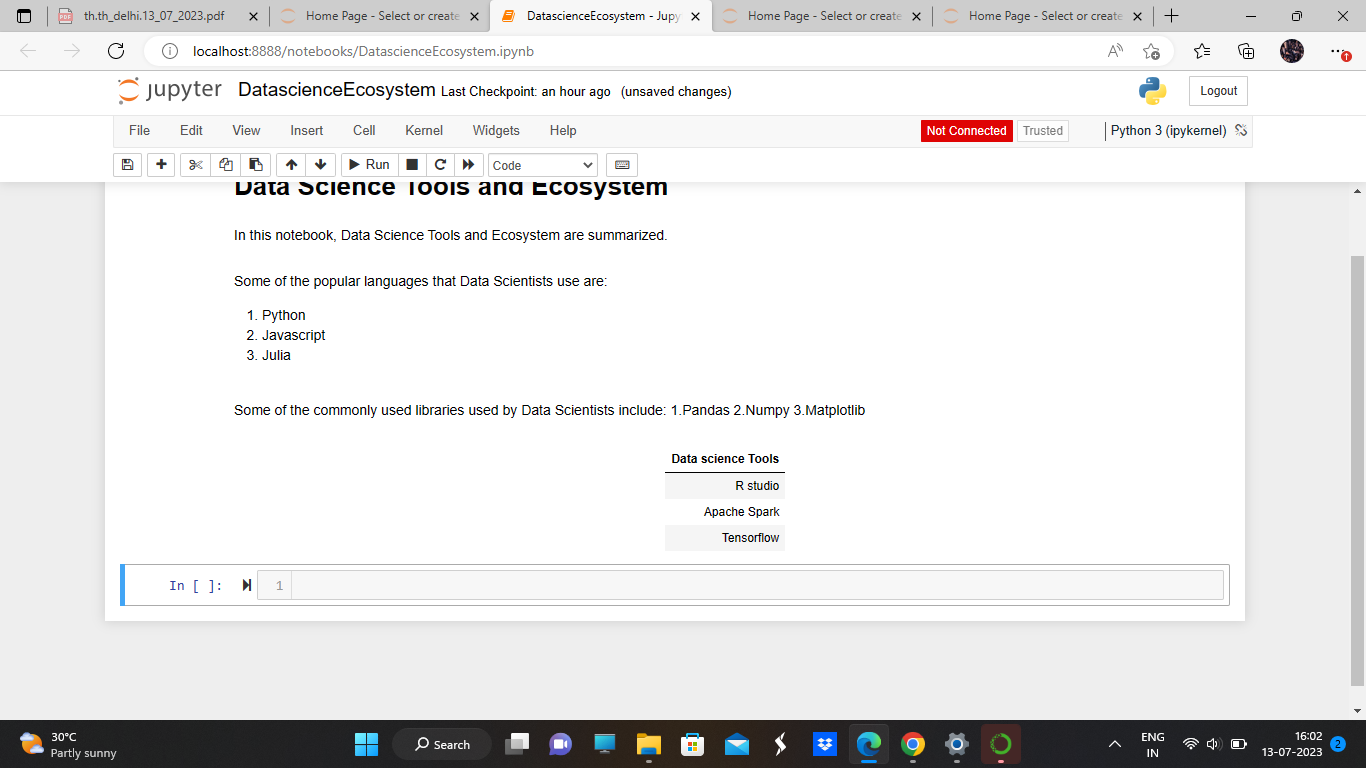 th.th_delhi.13_07_2023.pdf
Home Page - Select or create
DatascienceEcosystem - Jupy
Home Page - Select or create
Home Page - Select or create
localhost:8888/notebooks/DatascienceEcosystem.ipynb
jupyter DatascienceEcosystem Last Checkpoint: an hour ago (unsaved changes)
Logout
File Edit View Insert Cell Kernel Widgets Help
Not Connected Trusted Python 3 (ipykernel)
Run Code
Data Science Tools and Ecosystem
In this notebook, Data Science Tools and Ecosystem are summarized.
Some of the popular languages that Data Scientists use are:
1. Python
2. Javascript
3. Julia
Some of the commonly used libraries used by Data Scientists include: 1.Pandas 2.Numpy 3.Matplotlib
Data science Tools
R studio
Apache Spark
Tensorflow
In [ ]: 1
30°C
Partly sunny
Search
ENG
IN
16:02
13-07-2023
2